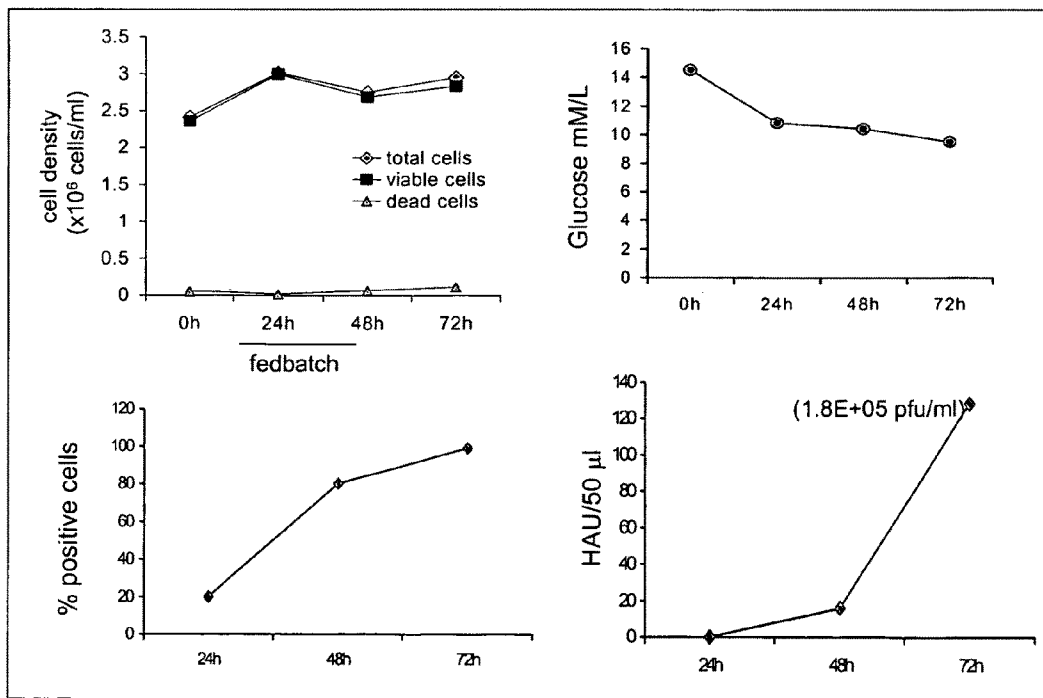 cell density
(x10⁶ cells/ml)
3.5
3
2.5
2
1.5
1
0.5
0
total cells
viable cells
dead cells
0h
24h
48h
72h
fedbatch
Glucose mM/L
16
14
12
10
8
6
4
2
0
0h
24h
48h
72h
% positive cells
120
100
80
60
40
20
0
24h
48h
72h
HAU/50 µl
140
120
100
80
60
40
20
0
(1.8E+05 pfu/ml)
24h
48h
72h